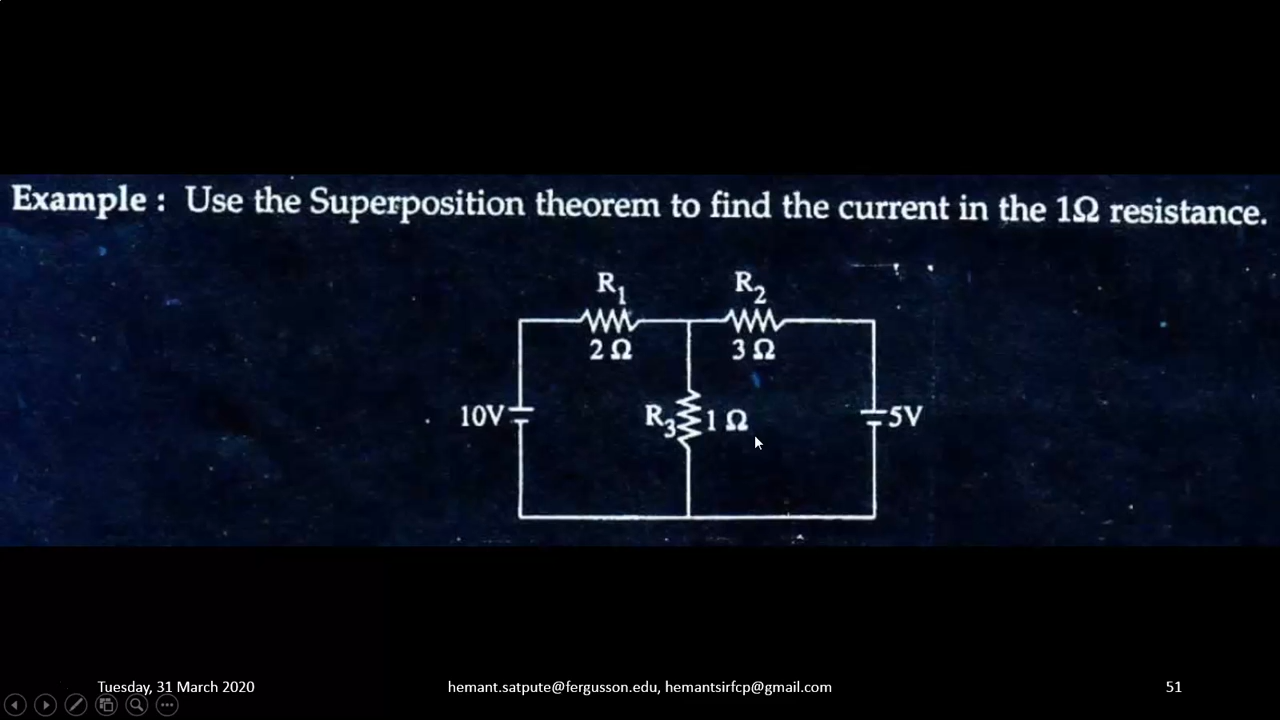 Example : Use the Superposition theorem to find the current in the 1Ω resistance.
R₁ R₂
2 Ω 3 Ω
10V R₃ 1 Ω 5V
Tuesday, 31 March 2020 hemant.satpute@fergusson.edu, hemantsirfcp@gmail.com 51